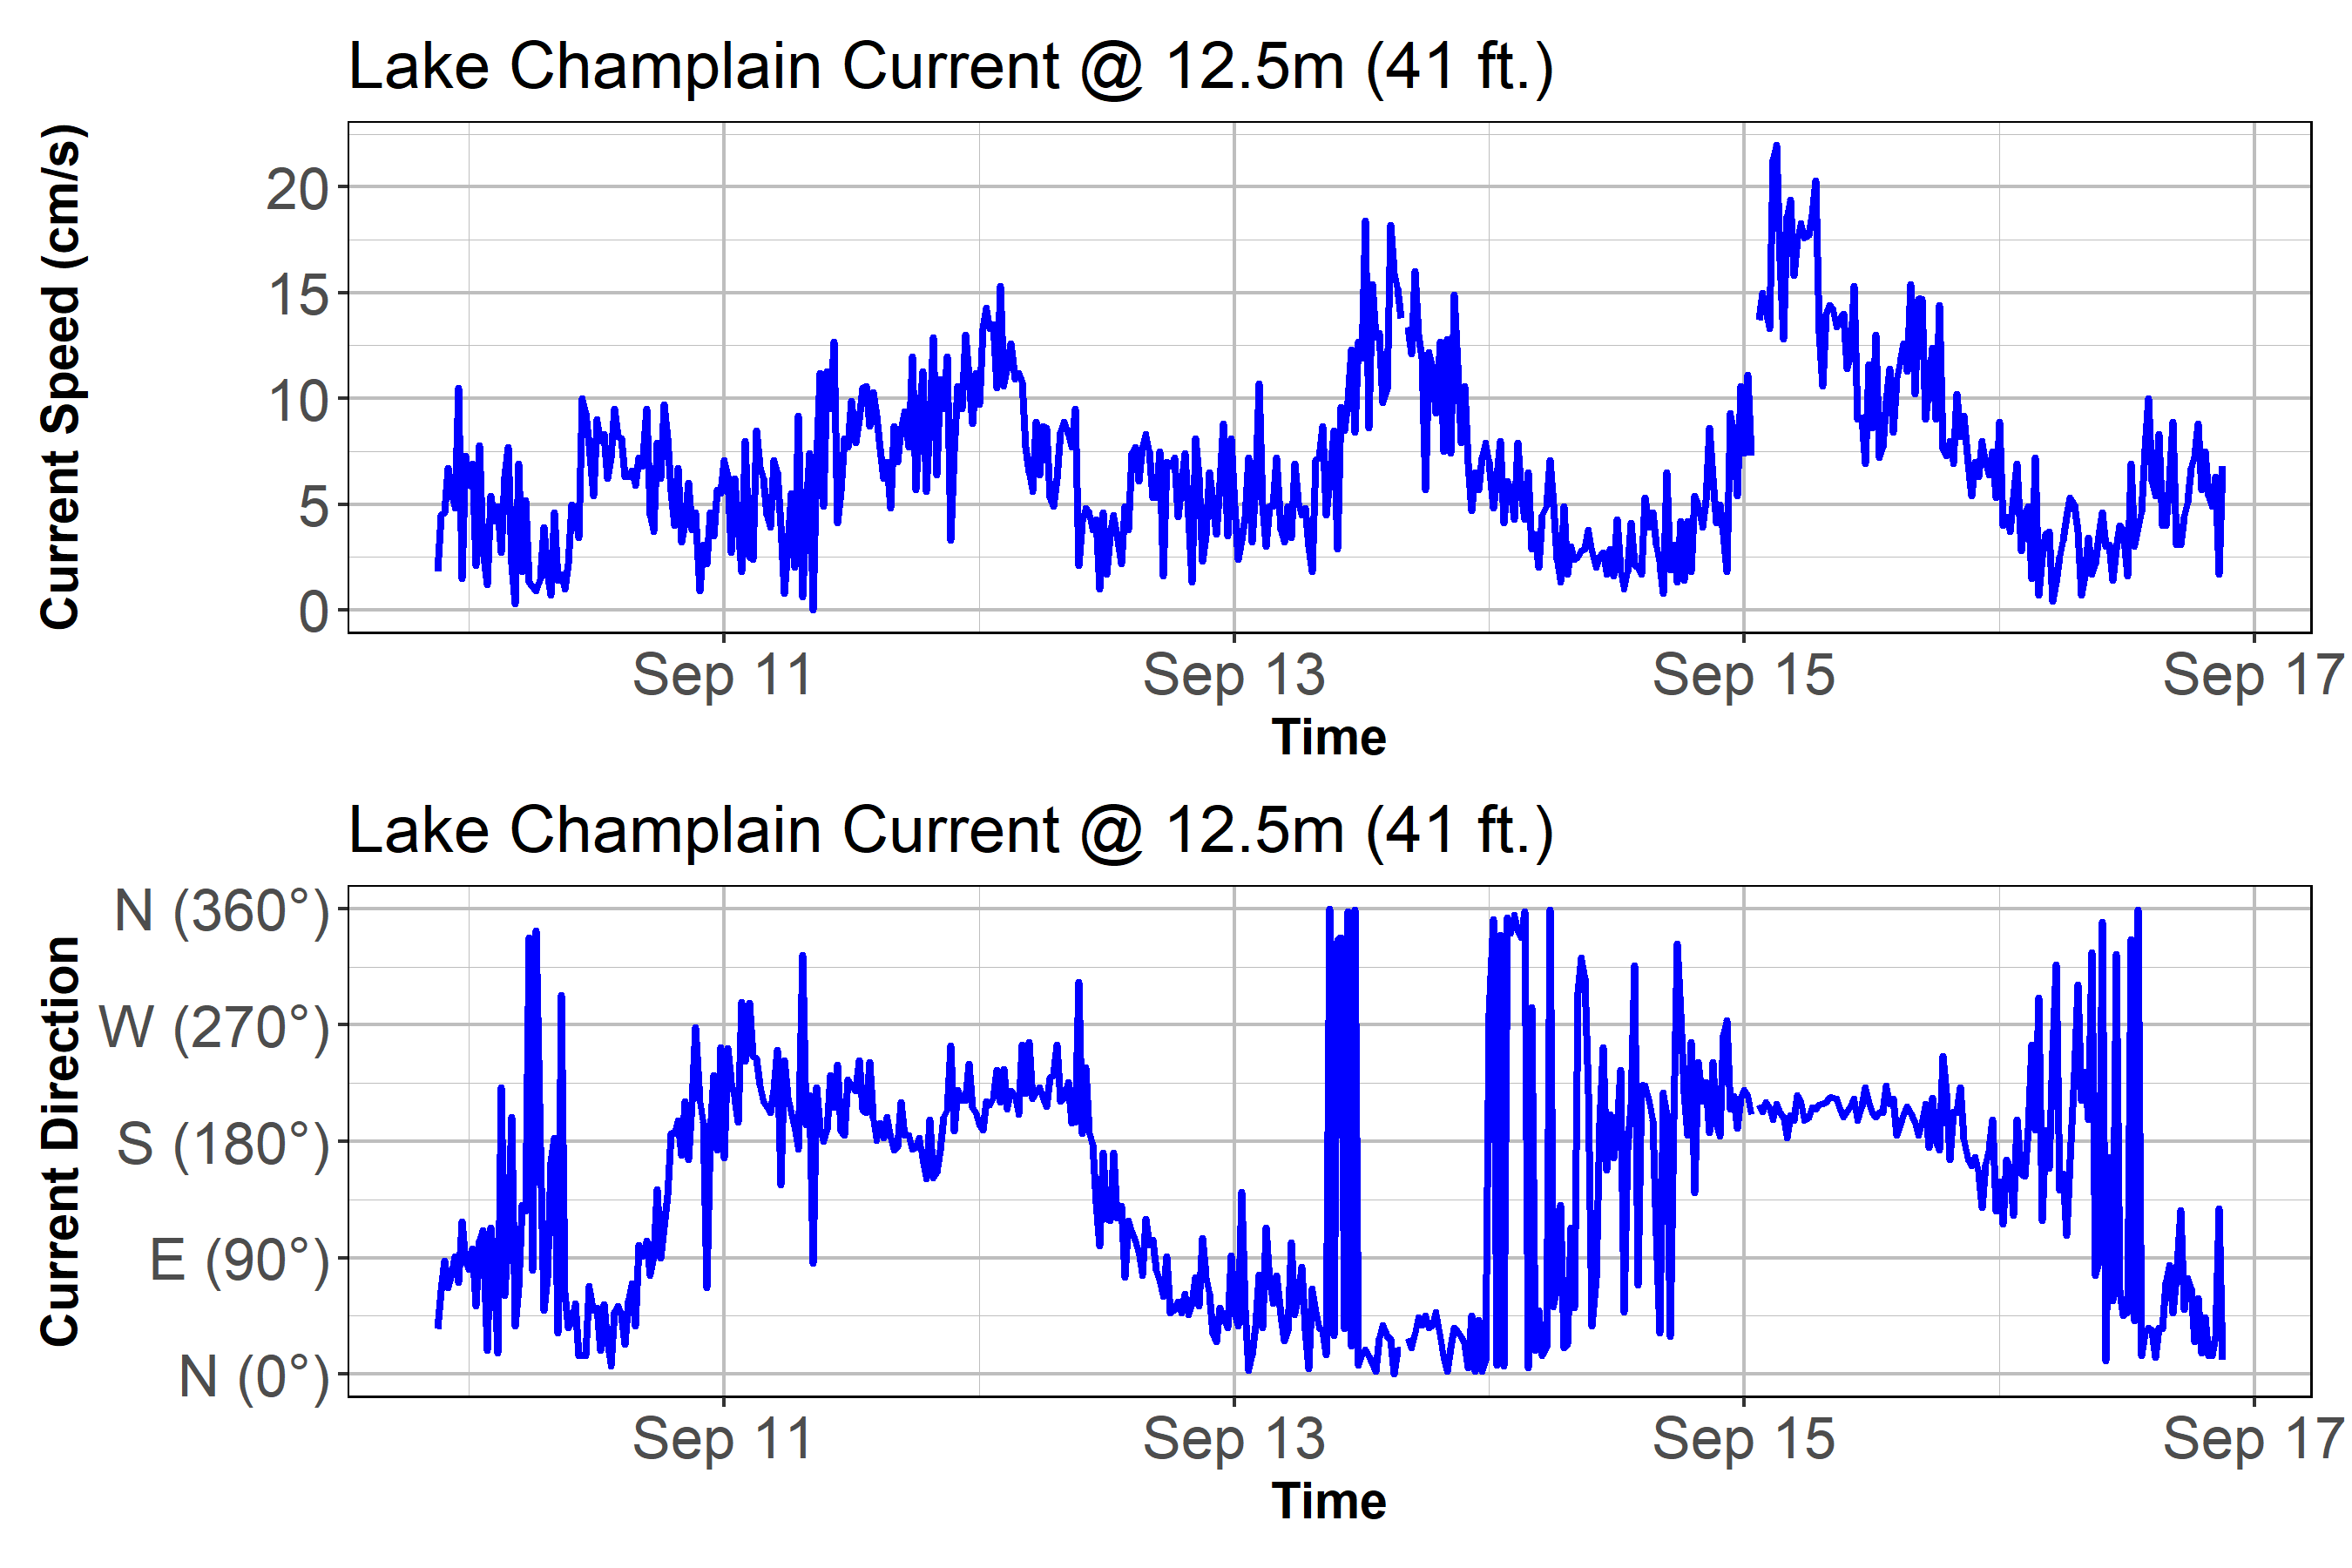 Lake Champlain Current @ 12.5m (41 ft.)
Current Speed (cm/s)
20
15
10
5
0
Sep 11 Sep 13 Sep 15 Sep 17
Time
Lake Champlain Current @ 12.5m (41 ft.)
Current Direction
N (360°)
W (270°)
S (180°)
E (90°)
N (0°)
Sep 11 Sep 13 Sep 15 Sep 17
Time